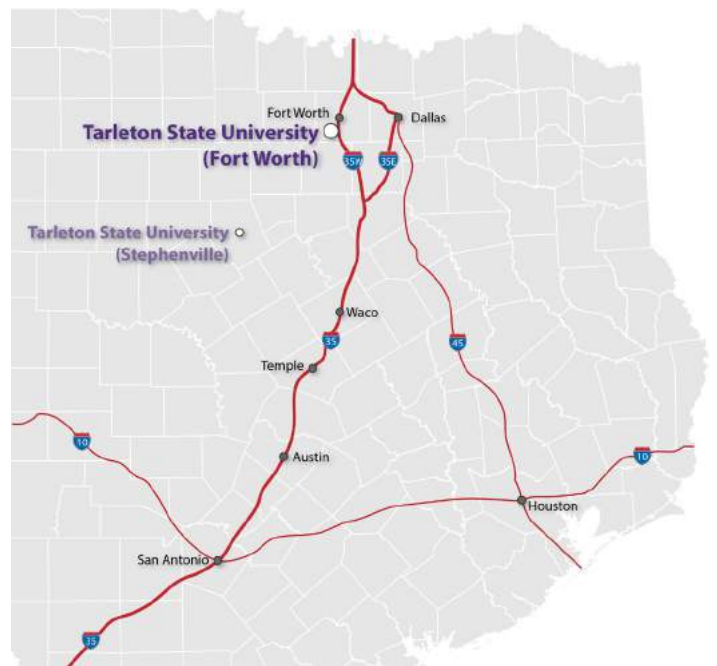 Fort Worth
Dallas
Tarleton State University
(Fort Worth)
35W
35E
Tarleton State University
(Stephenville)
Waco
35
45
Temple
10
Austin
10
Houston
San Antonio
35